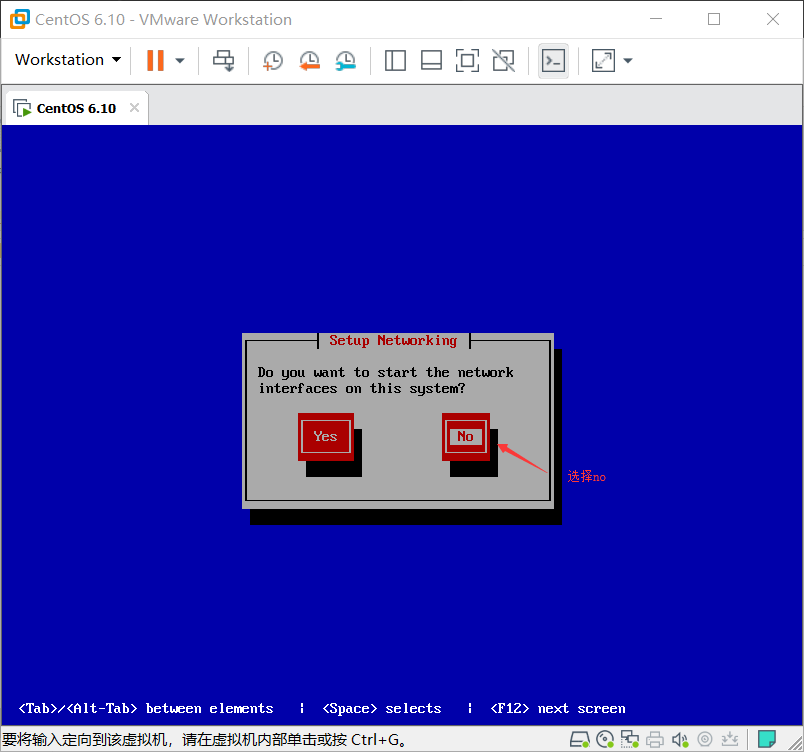 CentOS 6.10 - VMware Workstation
Workstation
CentOS 6.10
Setup Networking
Do you want to start the network
interfaces on this system?
Yes
No
选择no
<Tab>/<Alt-Tab> between elements | <Space> selects | <F12> next screen
要将输入定向到该虚拟机，请在虚拟机内部单击或按 Ctrl+G。